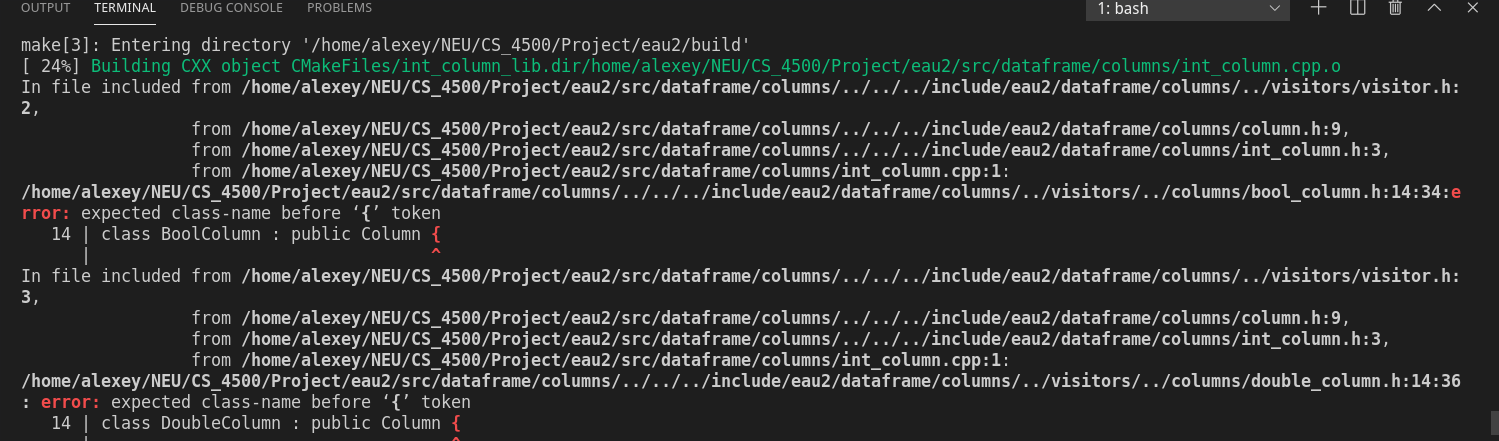 OUTPUT TERMINAL DEBUG CONSOLE PROBLEMS 1: bash
make[3]: Entering directory '/home/alexey/NEU/CS_4500/Project/eau2/build'
[ 24%] Building CXX object CMakeFiles/int_column_lib.dir/home/alexey/NEU/CS_4500/Project/eau2/src/dataframe/columns/int_column.cpp.o
In file included from /home/alexey/NEU/CS_4500/Project/eau2/src/dataframe/columns/../../../include/eau2/dataframe/columns/../visitors/visitor.h:
2,
from /home/alexey/NEU/CS_4500/Project/eau2/src/dataframe/columns/../../../include/eau2/dataframe/columns/column.h:9,
from /home/alexey/NEU/CS_4500/Project/eau2/src/dataframe/columns/../../../include/eau2/dataframe/columns/int_column.h:3,
from /home/alexey/NEU/CS_4500/Project/eau2/src/dataframe/columns/int_column.cpp:1:
/home/alexey/NEU/CS_4500/Project/eau2/src/dataframe/columns/../../../include/eau2/dataframe/columns/../visitors/../columns/bool_column.h:14:34:e
rror: expected class-name before ‘{’ token
14 | class BoolColumn : public Column {
| ^
In file included from /home/alexey/NEU/CS_4500/Project/eau2/src/dataframe/columns/../../../include/eau2/dataframe/columns/../visitors/visitor.h:
3,
from /home/alexey/NEU/CS_4500/Project/eau2/src/dataframe/columns/../../../include/eau2/dataframe/columns/column.h:9,
from /home/alexey/NEU/CS_4500/Project/eau2/src/dataframe/columns/../../../include/eau2/dataframe/columns/int_column.h:3,
from /home/alexey/NEU/CS_4500/Project/eau2/src/dataframe/columns/int_column.cpp:1:
/home/alexey/NEU/CS_4500/Project/eau2/src/dataframe/columns/../../../include/eau2/dataframe/columns/../visitors/../columns/double_column.h:14:36
: error: expected class-name before ‘{’ token
14 | class DoubleColumn : public Column {
| ^